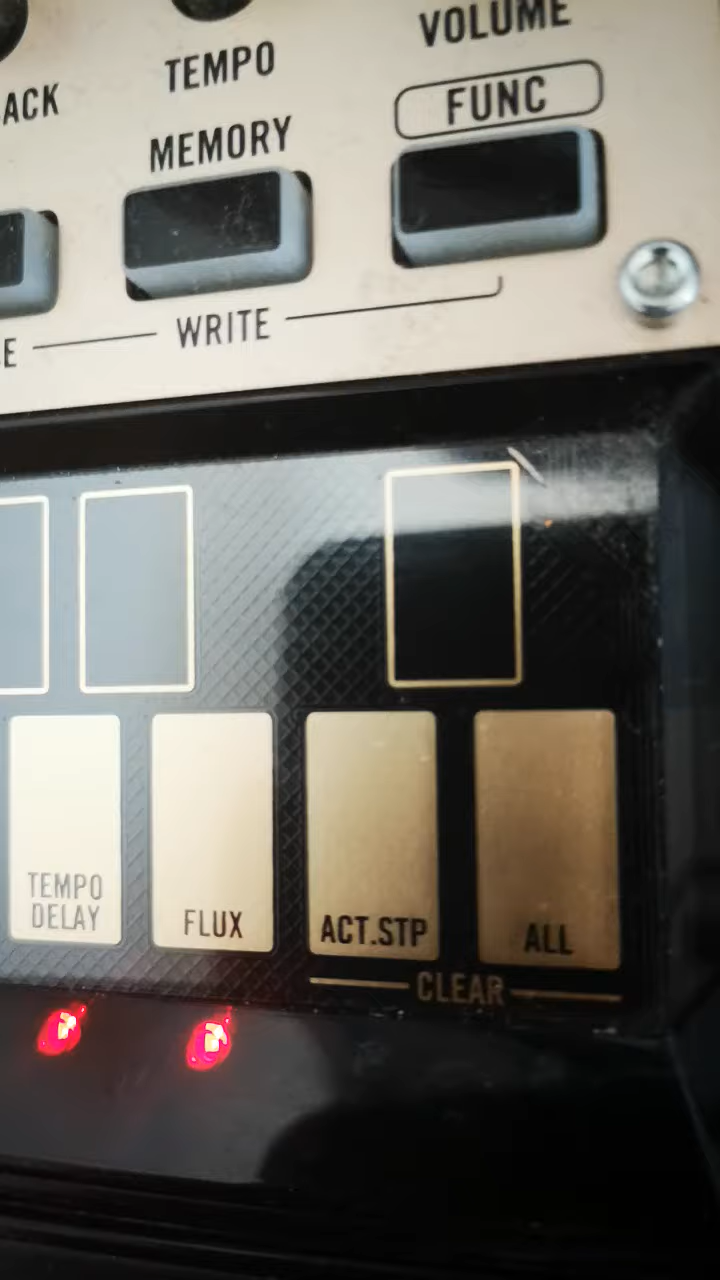 VOLUME
TEMPO
ACK
FUNC
MEMORY
WRITE
E
TEMPO
DELAY
FLUX
ACT.STP
ALL
CLEAR